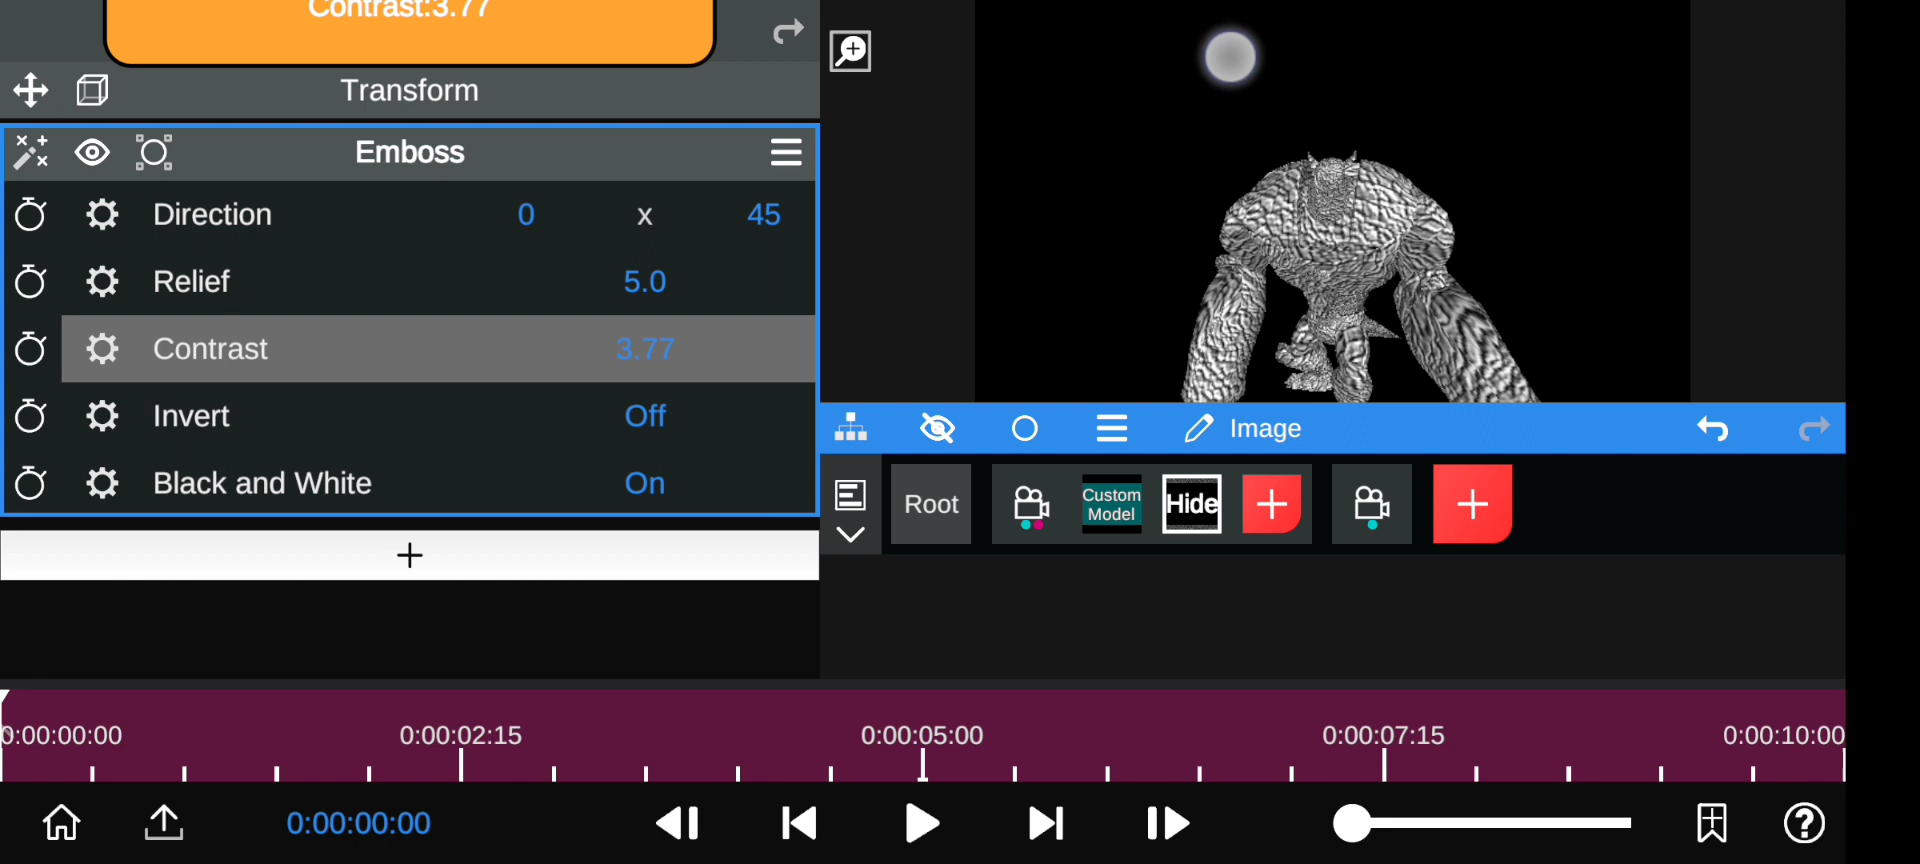 Contrast:3.77
Transform
Emboss
Direction 0 x 45
Relief 5.0
Contrast 3.77
Invert Off
Black and White On
+
Image
Root
Custom
Model
Hide
0:00:00:00 0:00:02:15 0:00:05:00 0:00:07:15 0:00:10:00
0:00:00:00